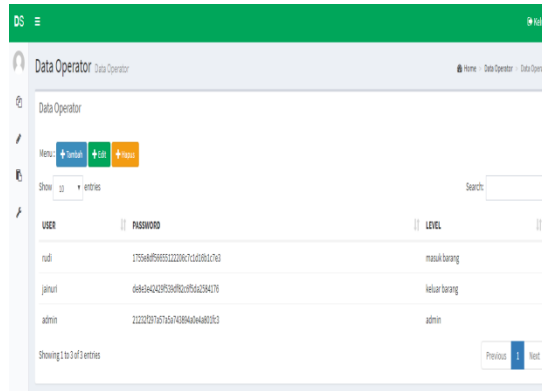 DS
Data Operator Data Operator
Home > Data Operator >
Data Operator
Menu : Tambah Edit Hapus
Show 10 entries
Search:
USER PASSWORD LEVEL
rudi masuk barang
jainuri keluar barang
admin 21232f297a57a5a743894a0e4a801fc3 admin
Showing 1 to 3 of 3 entries
Previous 1 Next